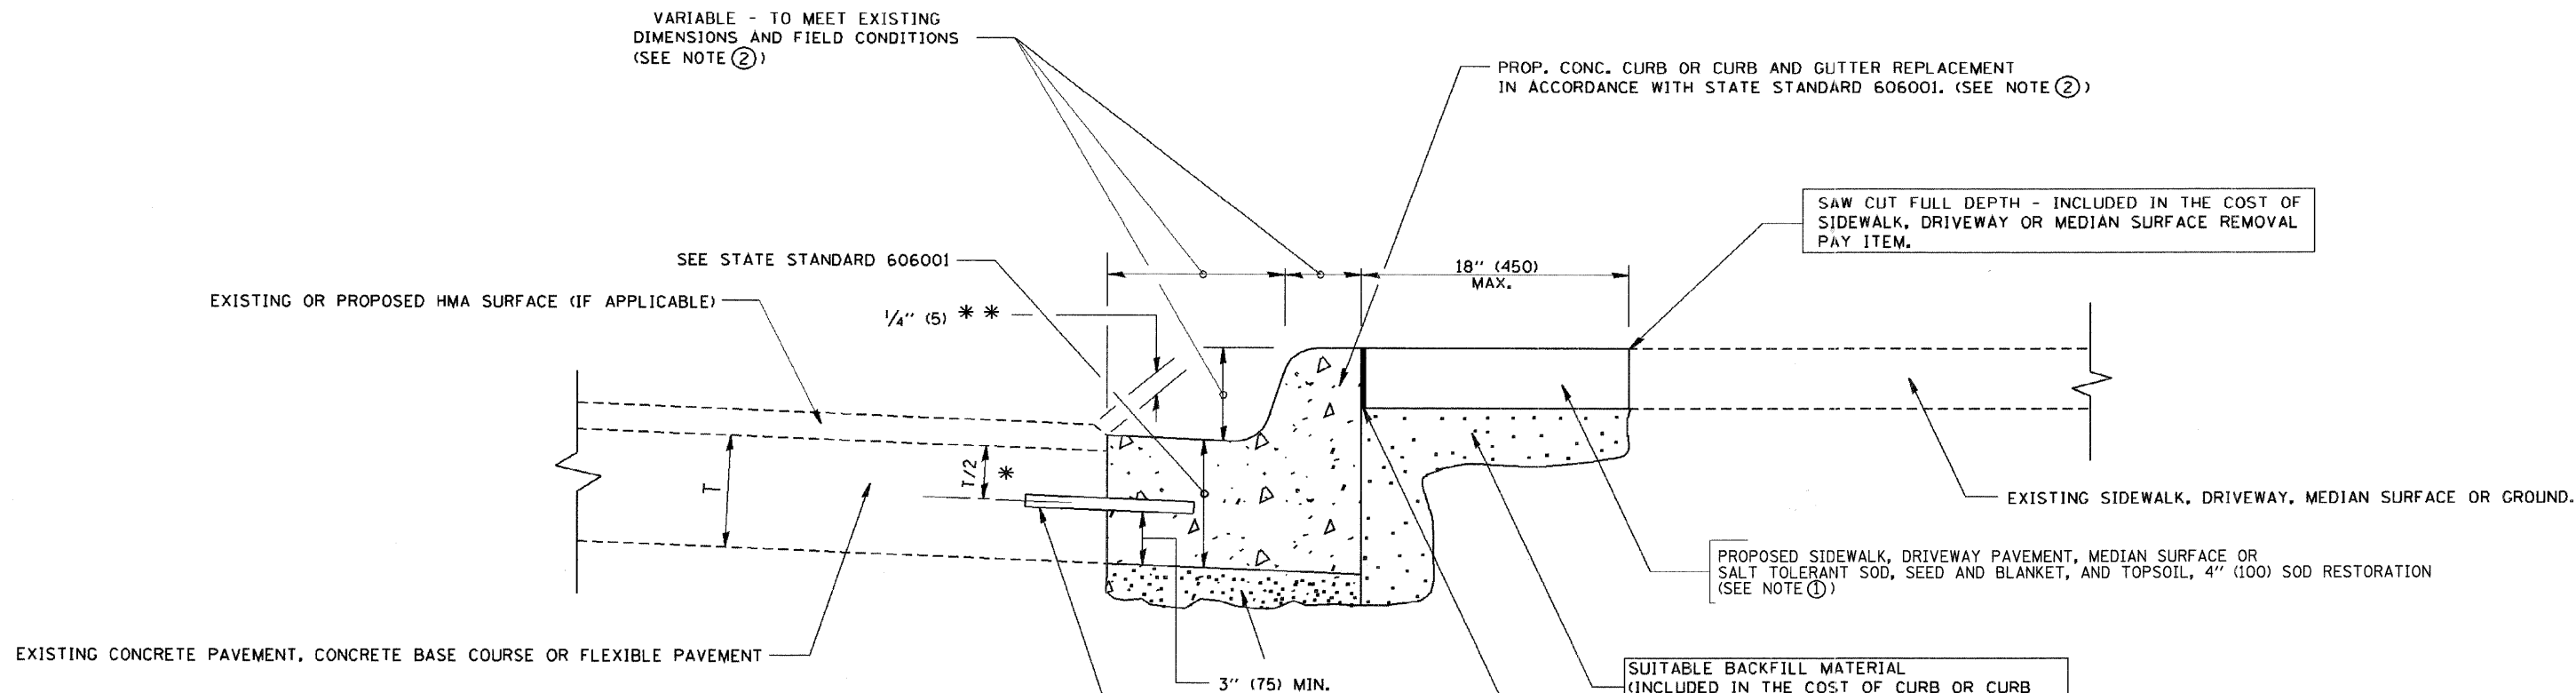 VARIABLE - TO MEET EXISTING
DIMENSIONS AND FIELD CONDITIONS
(SEE NOTE ②)
PROP. CONC. CURB OR CURB AND GUTTER REPLACEMENT
IN ACCORDANCE WITH STATE STANDARD 606001. (SEE NOTE ②)
SAW CUT FULL DEPTH - INCLUDED IN THE COST OF
SIDEWALK, DRIVEWAY OR MEDIAN SURFACE REMOVAL
PAY ITEM.
SEE STATE STANDARD 606001
18" (450)
MAX.
EXISTING OR PROPOSED HMA SURFACE (IF APPLICABLE)
1/4" (5) * *
T
T/2 *
EXISTING SIDEWALK, DRIVEWAY, MEDIAN SURFACE OR GROUND.
PROPOSED SIDEWALK, DRIVEWAY PAVEMENT, MEDIAN SURFACE OR
SALT TOLERANT SOD, SEED AND BLANKET, AND TOPSOIL, 4" (100) SOD RESTORATION
(SEE NOTE ①)
EXISTING CONCRETE PAVEMENT, CONCRETE BASE COURSE OR FLEXIBLE PAVEMENT
3" (75) MIN.
SUITABLE BACKFILL MATERIAL
(INCLUDED IN THE COST OF CURB OR CURB